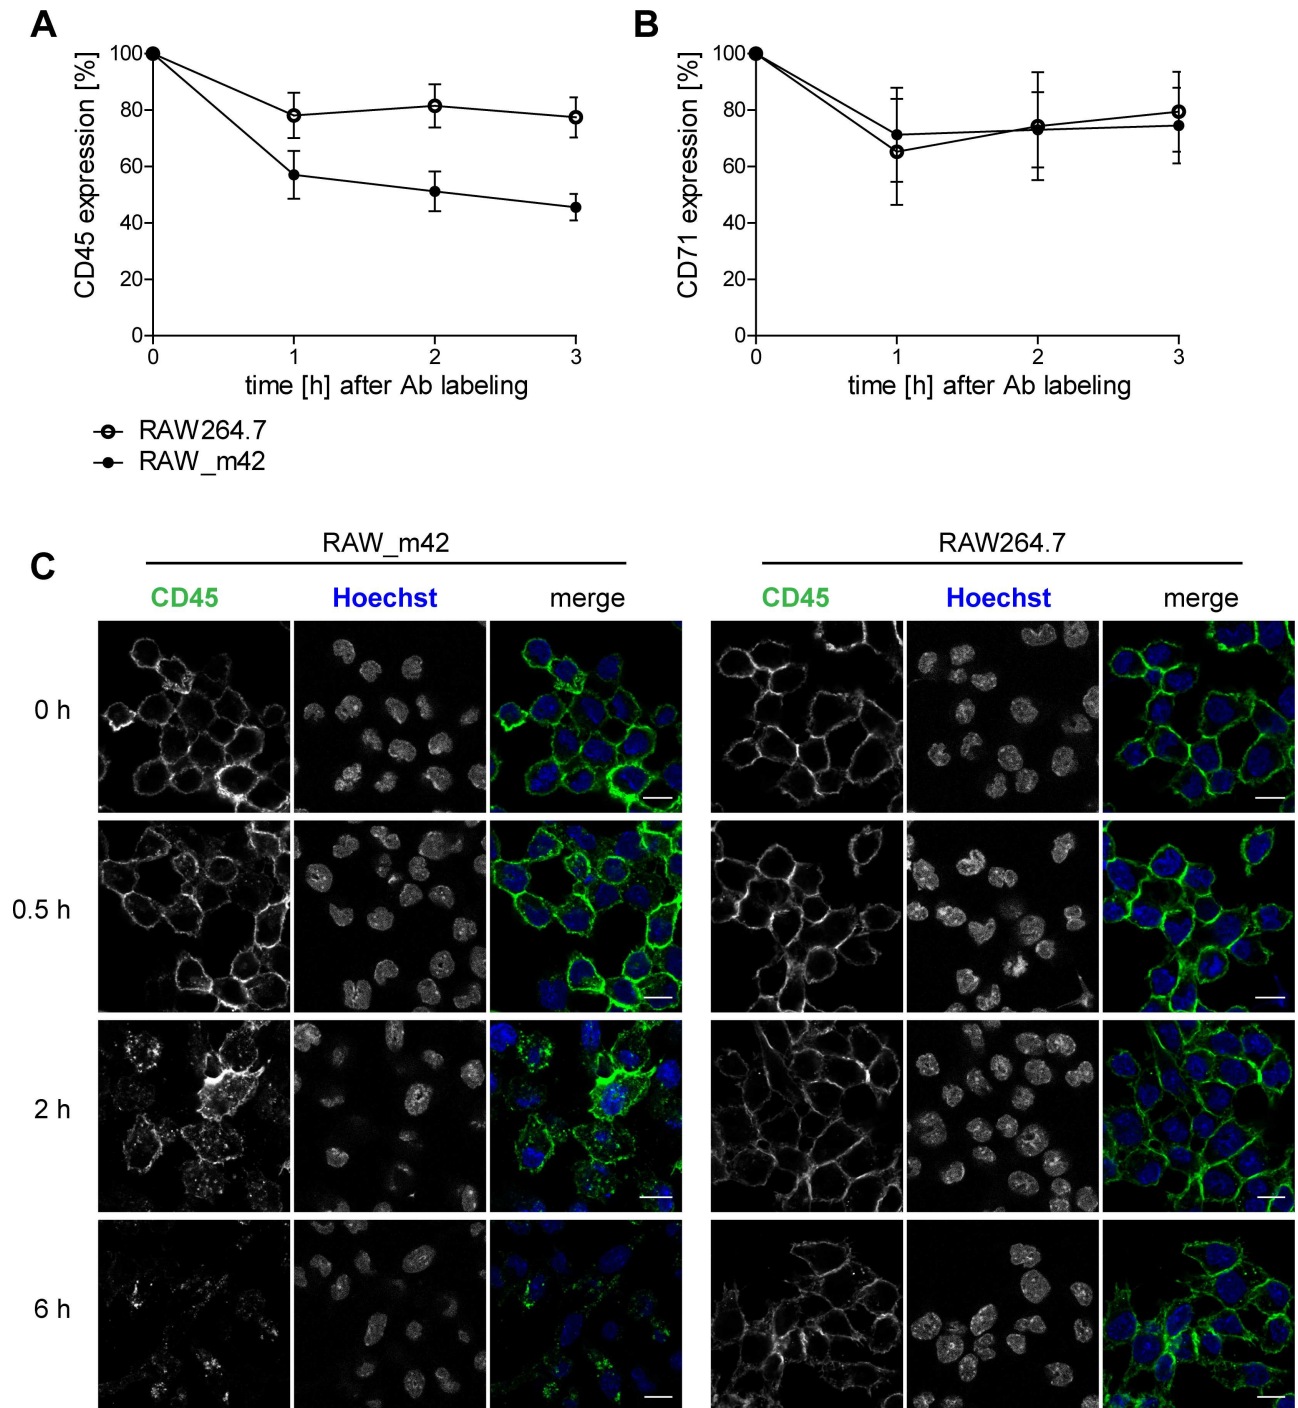 A
B
CD45 expression [%]
100
80
60
40
20
0
0 1 2 3
time [h] after Ab labeling
CD71 expression [%]
100
80
60
40
20
0
0 1 2 3
time [h] after Ab labeling
RAW264.7
RAW_m42
C
RAW_m42 RAW264.7
CD45 Hoechst merge CD45 Hoechst merge
0 h
0.5 h
2 h
6 h